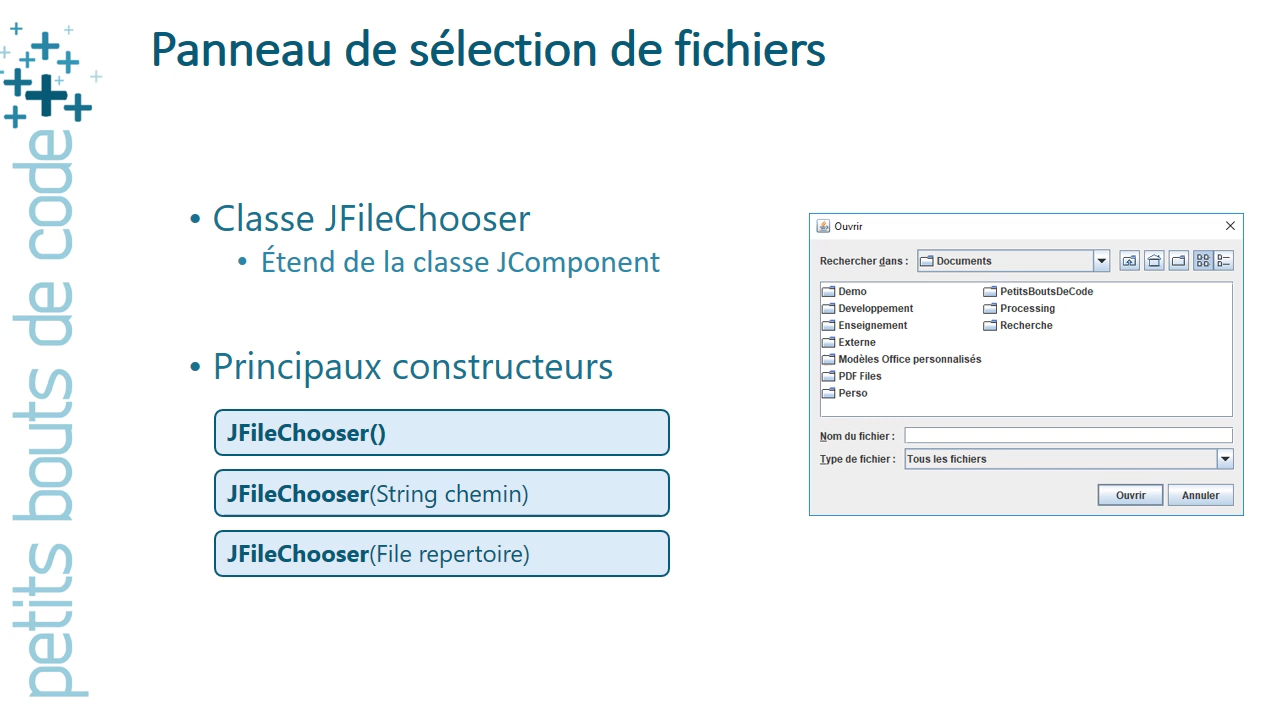 Panneau de sélection de fichiers
petits bouts de code
• Classe JFileChooser
• Étend de la classe JComponent
• Principaux constructeurs
JFileChooser()
JFileChooser(String chemin)
JFileChooser(File repertoire)
Ouvrir
Rechercher dans : Documents
Demo
Developpement
Enseignement
Externe
Modèles Office personnalisés
PDF Files
Perso
PetitsBoutsDeCode
Processing
Recherche
Nom du fichier :
Type de fichier : Tous les fichiers
Ouvrir Annuler